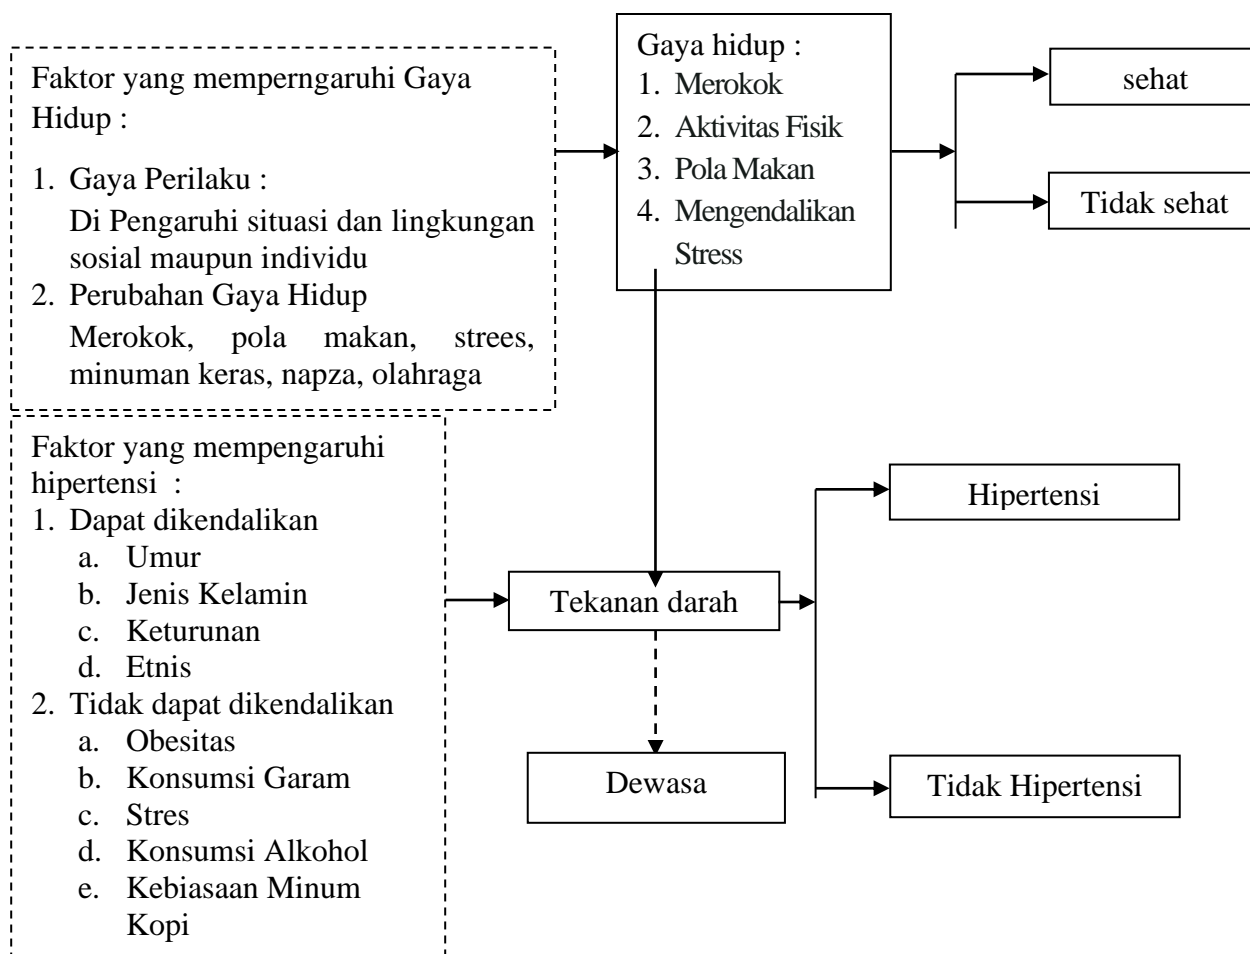 Faktor yang memperngaruhi Gaya
Hidup :
1. Gaya Perilaku :
Di Pengaruhi situasi dan lingkungan
sosial maupun individu
2. Perubahan Gaya Hidup
Merokok, pola makan, strees,
minuman keras, napza, olahraga
Gaya hidup :
1. Merokok
2. Aktivitas Fisik
3. Pola Makan
4. Mengendalikan
Stress
sehat
Tidak sehat
Faktor yang mempengaruhi
hipertensi :
1. Dapat dikendalikan
a. Umur
b. Jenis Kelamin
c. Keturunan
d. Etnis
2. Tidak dapat dikendalikan
a. Obesitas
b. Konsumsi Garam
c. Stres
d. Konsumsi Alkohol
e. Kebiasaan Minum
Kopi
Tekanan darah
Dewasa
Hipertensi
Tidak Hipertensi